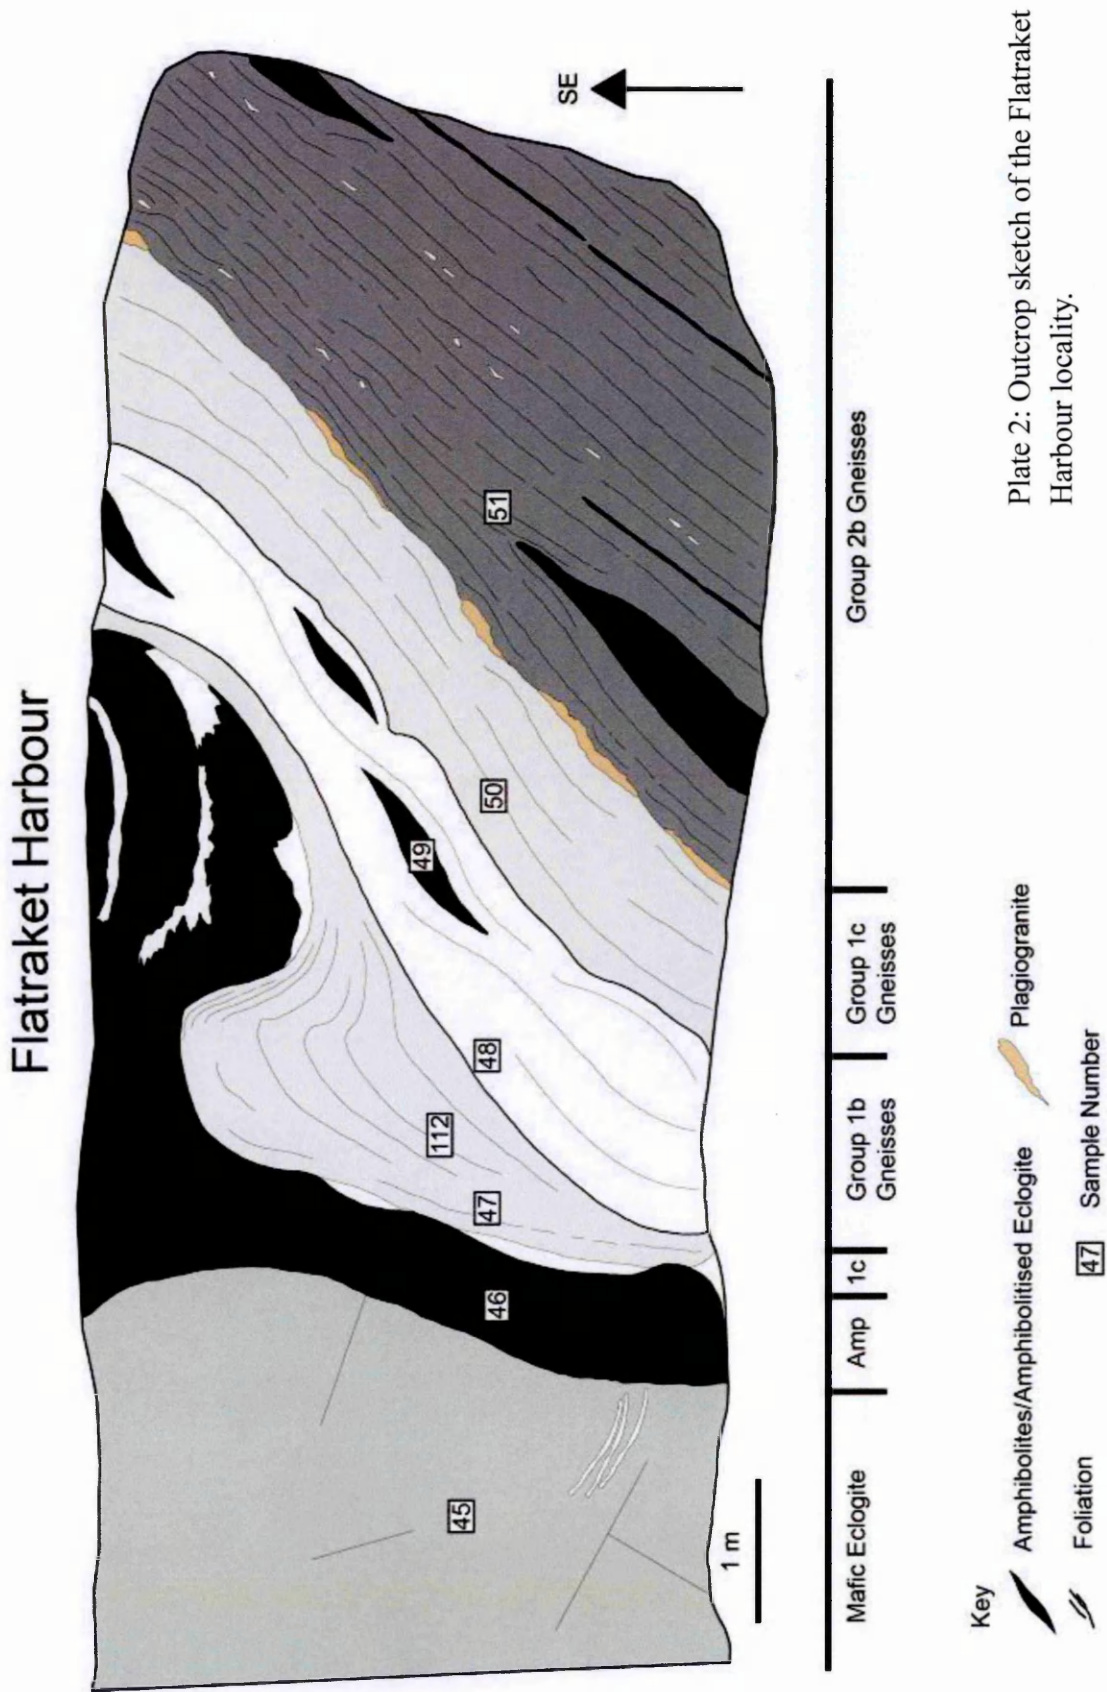 Flatraket Harbour
SE
45
46
47
112
48
49
50
51
1 m
Mafic Eclogite
Amp
1c
Group 1b
Gneisses
Group 1c
Gneisses
Group 2b Gneisses
Key
Amphibolites/Amphibolitised Eclogite
Plagiogranite
Foliation
47 Sample Number
Plate 2: Outcrop sketch of the Flatraket
Harbour locality.